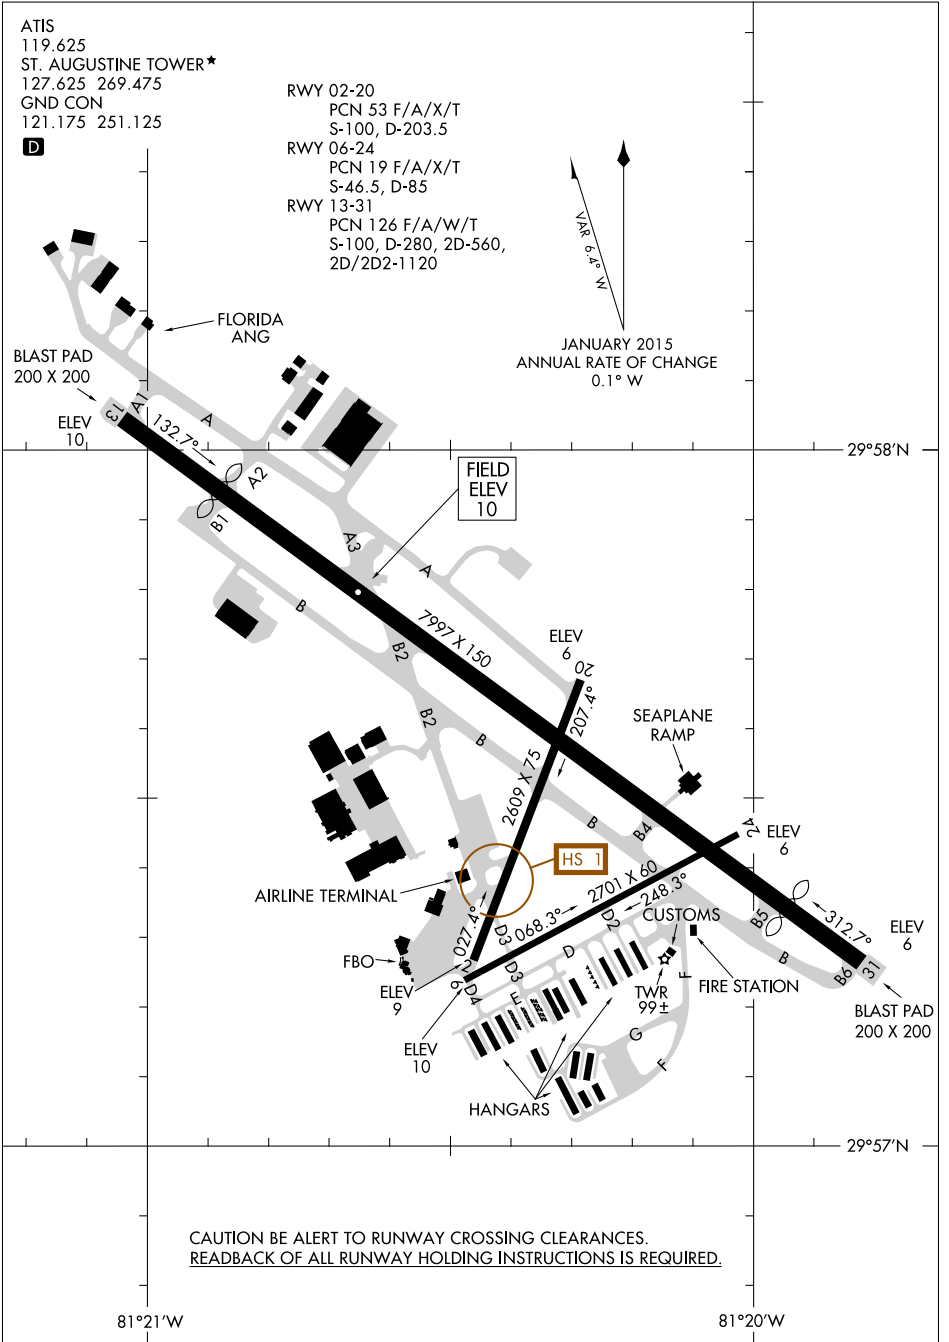 ATIS
119.625
ST. AUGUSTINE TOWER★
127.625 269.475
GND CON
121.175 251.125
D
RWY 02-20
PCN 53 F/A/X/T
S-100, D-203.5
RWY 06-24
PCN 19 F/A/X/T
S-46.5, D-85
RWY 13-31
PCN 126 F/A/W/T
S-100, D-280, 2D-560,
2D/2D2-1120
VAR 6.4° W
JANUARY 2015
ANNUAL RATE OF CHANGE
0.1° W
FLORIDA
ANG
BLAST PAD
200 X 200
ELEV
10
13
A1
A
132.7°
A2
B1
29°58'N
FIELD
ELEV
10
A3
A
B
B2
7997 X 150
ELEV
6
20
207.4°
B2
B
SEAPLANE
RAMP
2609 X 75
B
B4
24
ELEV
6
HS 1
AIRLINE TERMINAL
2701 X 60
248.3°
068.3°
027.4°
D3
D2
CUSTOMS
B5
312.7°
ELEV
6
FBO
2
D3
D
F
B
B6
31
ELEV
9
6
D4
E
TWR
99±
FIRE STATION
BLAST PAD
200 X 200
ELEV
10
G
F
HANGARS
29°57'N
CAUTION BE ALERT TO RUNWAY CROSSING CLEARANCES.
READBACK OF ALL RUNWAY HOLDING INSTRUCTIONS IS REQUIRED.
81°21'W
81°20'W